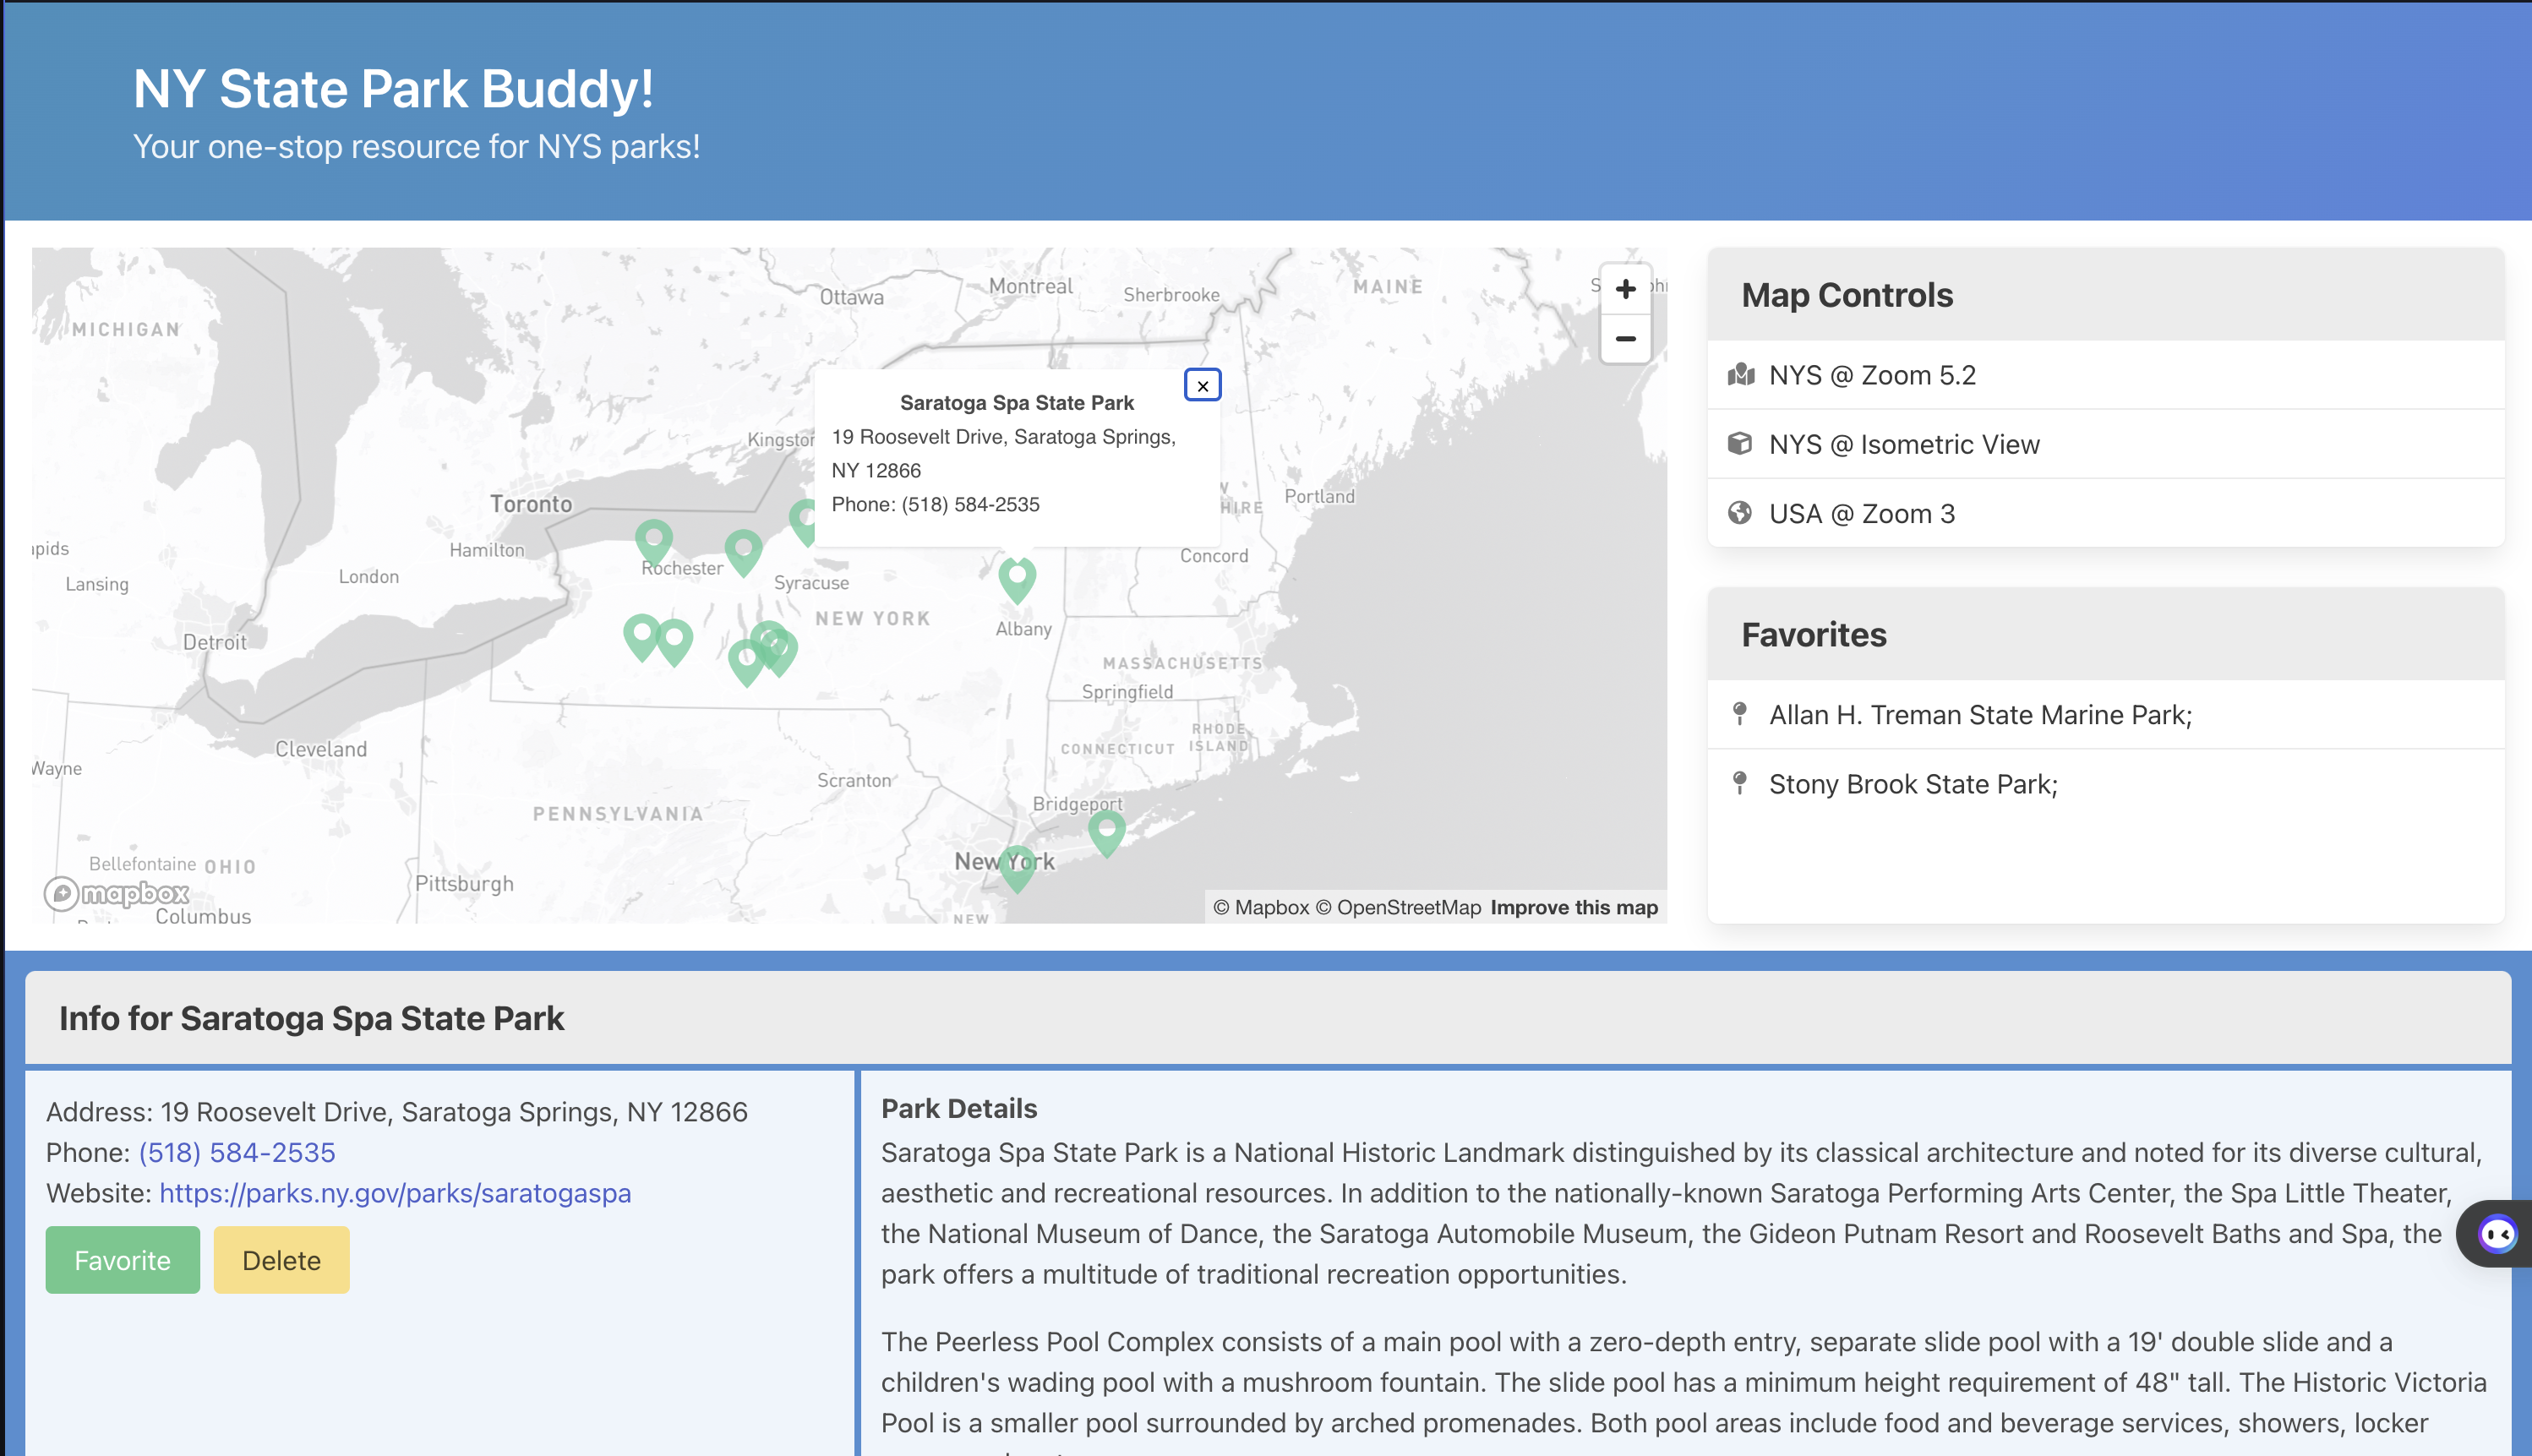 NY State Park Buddy!
Your one-stop resource for NYS parks!
MICHIGAN
Ottawa
Montreal
Sherbrooke
MAINE
+
−
Saratoga Spa State Park
×
19 Roosevelt Drive, Saratoga Springs,
NY 12866
Phone: (518) 584-2535
Toronto
Portland
Hamilton
Rochester
Concord
London
Lansing
Syracuse
NEW YORK
Albany
Detroit
MASSACHUSETTS
Springfield
RHODE
ISLAND
CONNECTICUT
Cleveland
Wayne
Scranton
Bridgeport
PENNSYLVANIA
New York
Bellefontaine
OHIO
Pittsburgh
mapbox
Columbus
NEW
© Mapbox © OpenStreetMap Improve this map
Map Controls
NYS @ Zoom 5.2
NYS @ Isometric View
USA @ Zoom 3
Favorites
Allan H. Treman State Marine Park;
Stony Brook State Park;
Info for Saratoga Spa State Park
Address: 19 Roosevelt Drive, Saratoga Springs, NY 12866
Phone: (518) 584-2535
Website: https://parks.ny.gov/parks/saratogaspa
Favorite
Delete
Park Details
Saratoga Spa State Park is a National Historic Landmark distinguished by its classical architecture and noted for its diverse cultural,
aesthetic and recreational resources. In addition to the nationally-known Saratoga Performing Arts Center, the Spa Little Theater,
the National Museum of Dance, the Saratoga Automobile Museum, the Gideon Putnam Resort and Roosevelt Baths and Spa, the
park offers a multitude of traditional recreation opportunities.
The Peerless Pool Complex consists of a main pool with a zero-depth entry, separate slide pool with a 19' double slide and a
children's wading pool with a mushroom fountain. The slide pool has a minimum height requirement of 48" tall. The Historic Victoria
Pool is a smaller pool surrounded by arched promenades. Both pool areas include food and beverage services, showers, locker